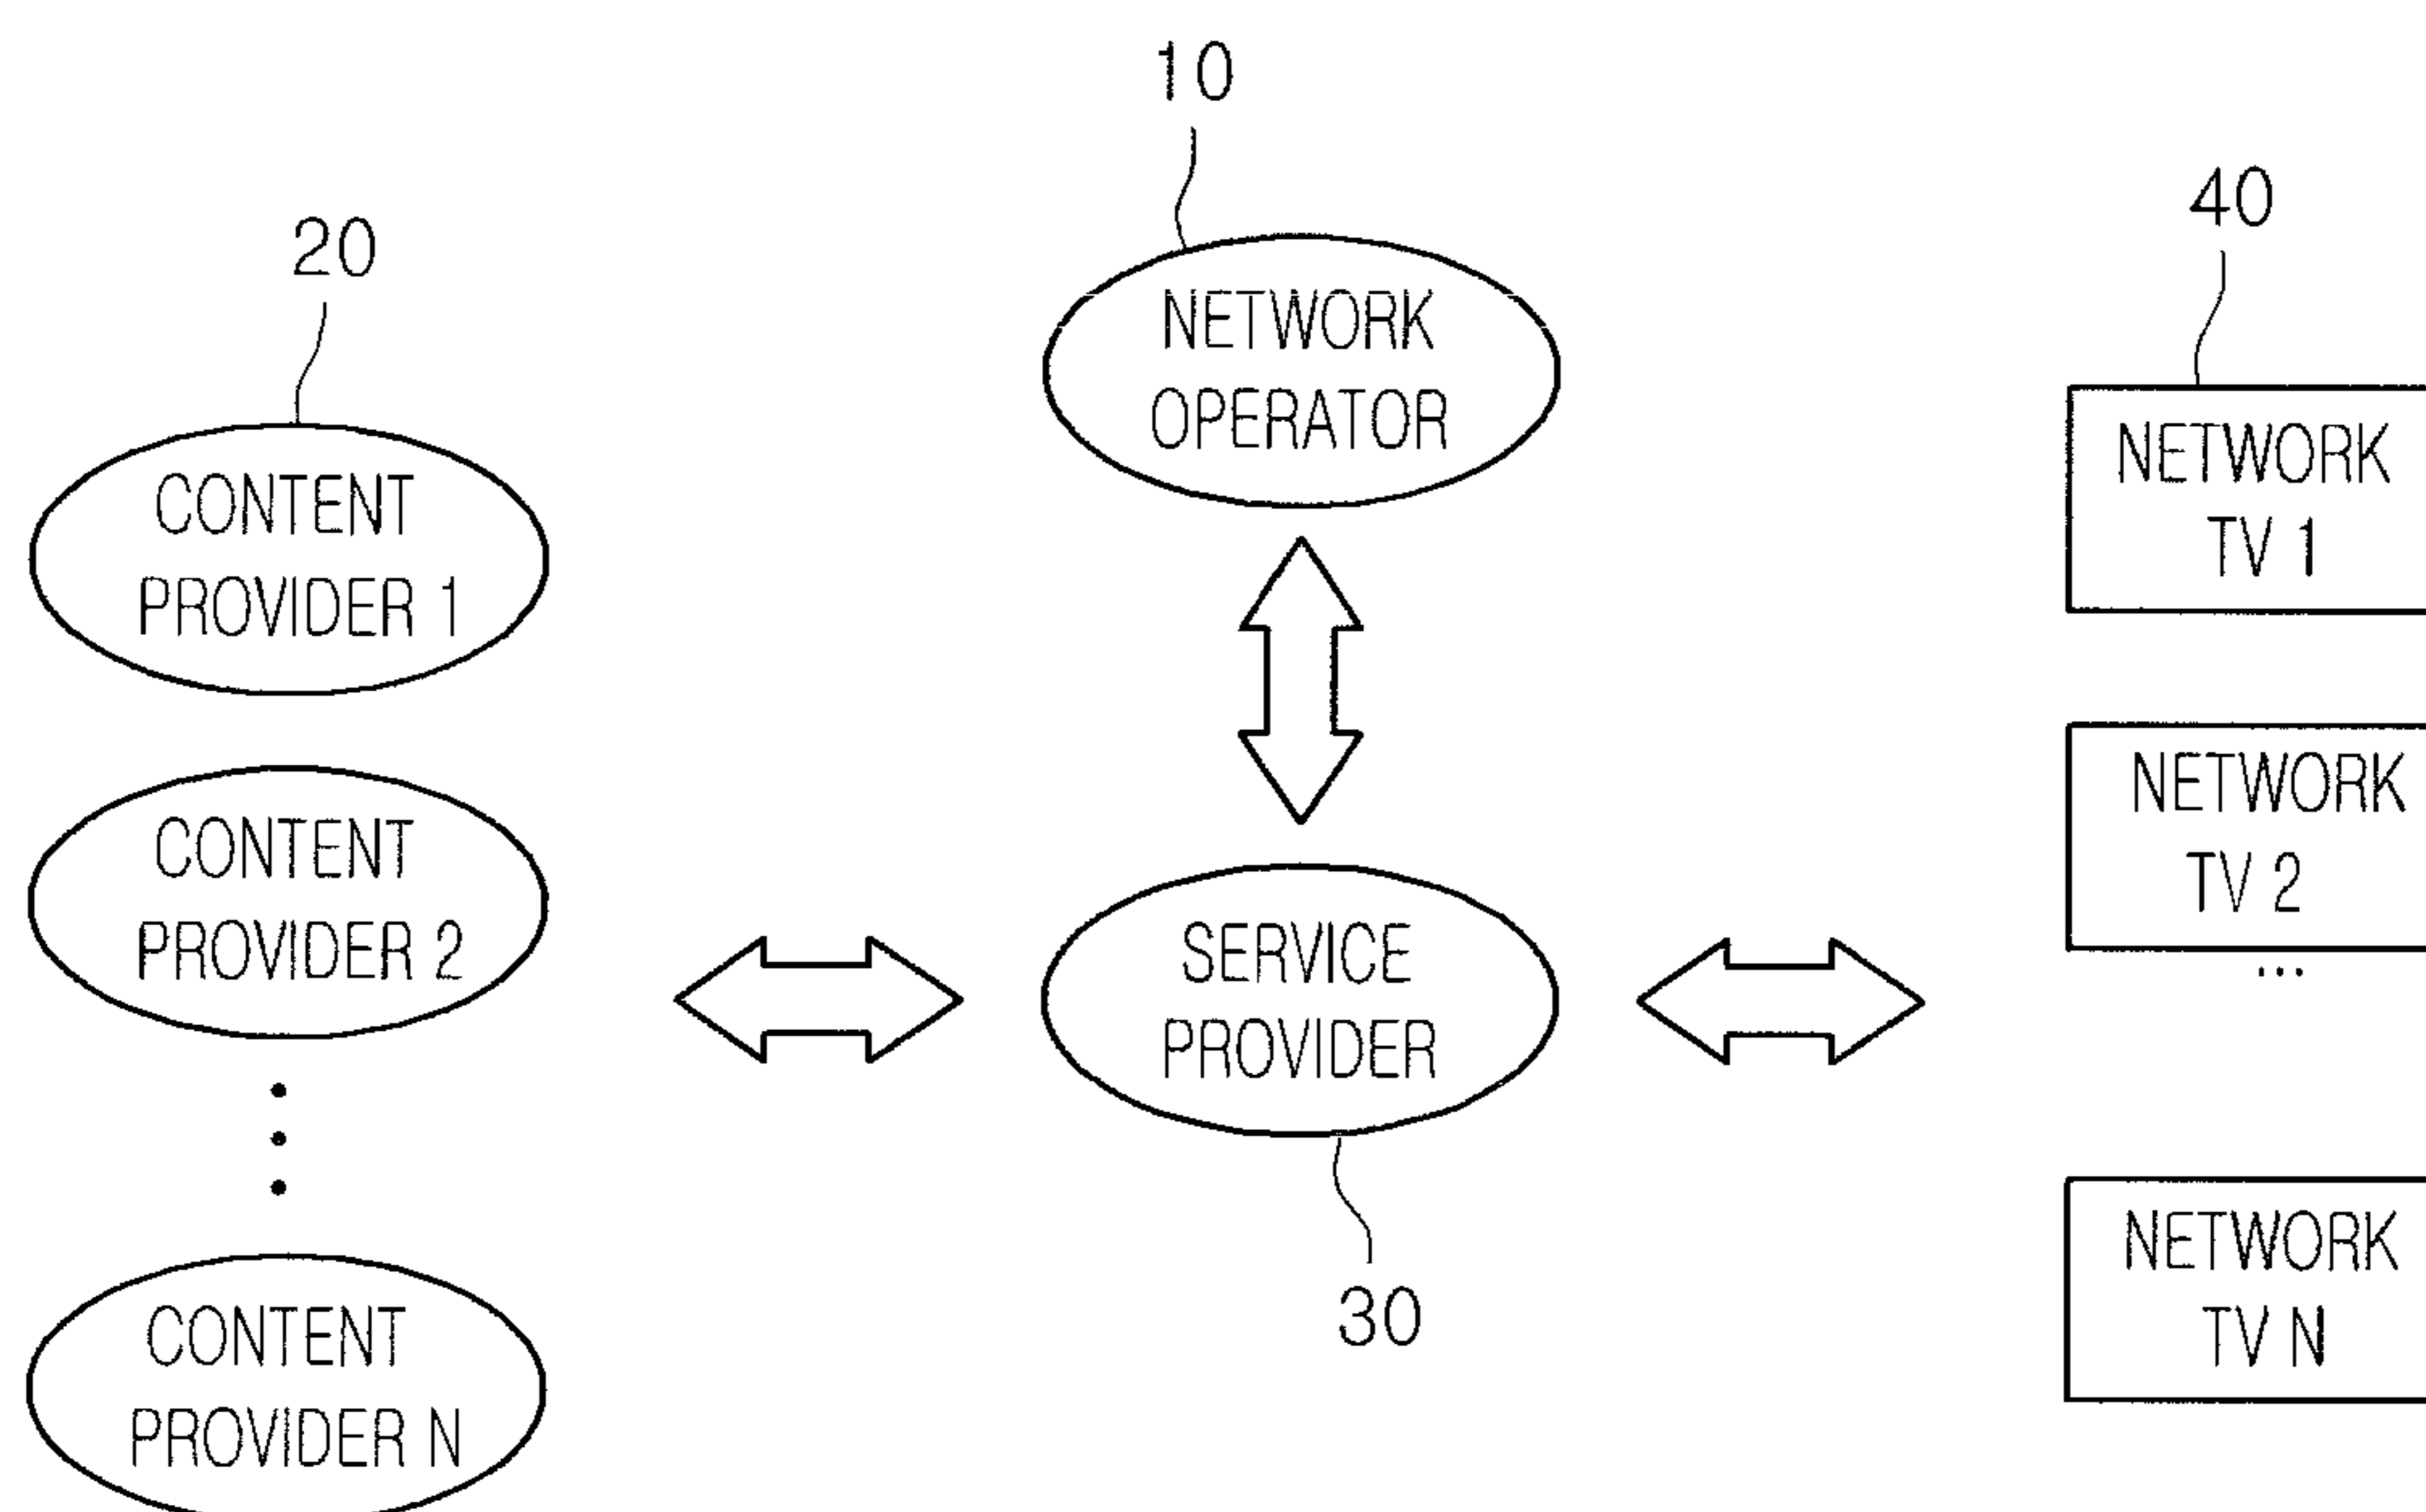 10
NETWORK
OPERATOR
20
CONTENT
PROVIDER 1
CONTENT
PROVIDER 2
CONTENT
PROVIDER N
SERVICE
PROVIDER
30
40
NETWORK
TV 1
NETWORK
TV 2
...
NETWORK
TV N